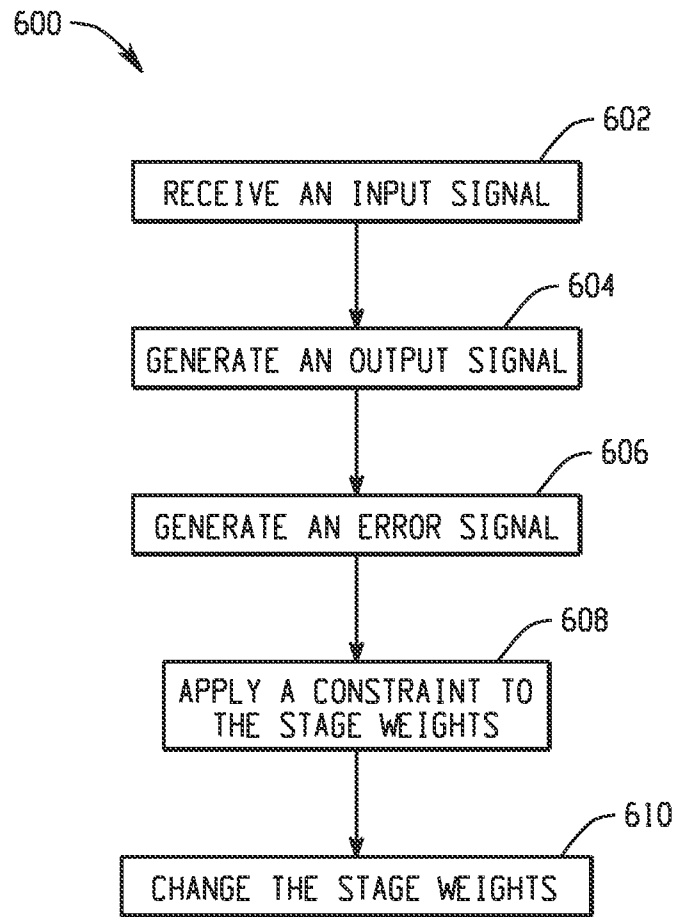 600
602
RECEIVE AN INPUT SIGNAL
604
GENERATE AN OUTPUT SIGNAL
606
GENERATE AN ERROR SIGNAL
608
APPLY A CONSTRAINT TO
THE STAGE WEIGHTS
610
CHANGE THE STAGE WEIGHTS